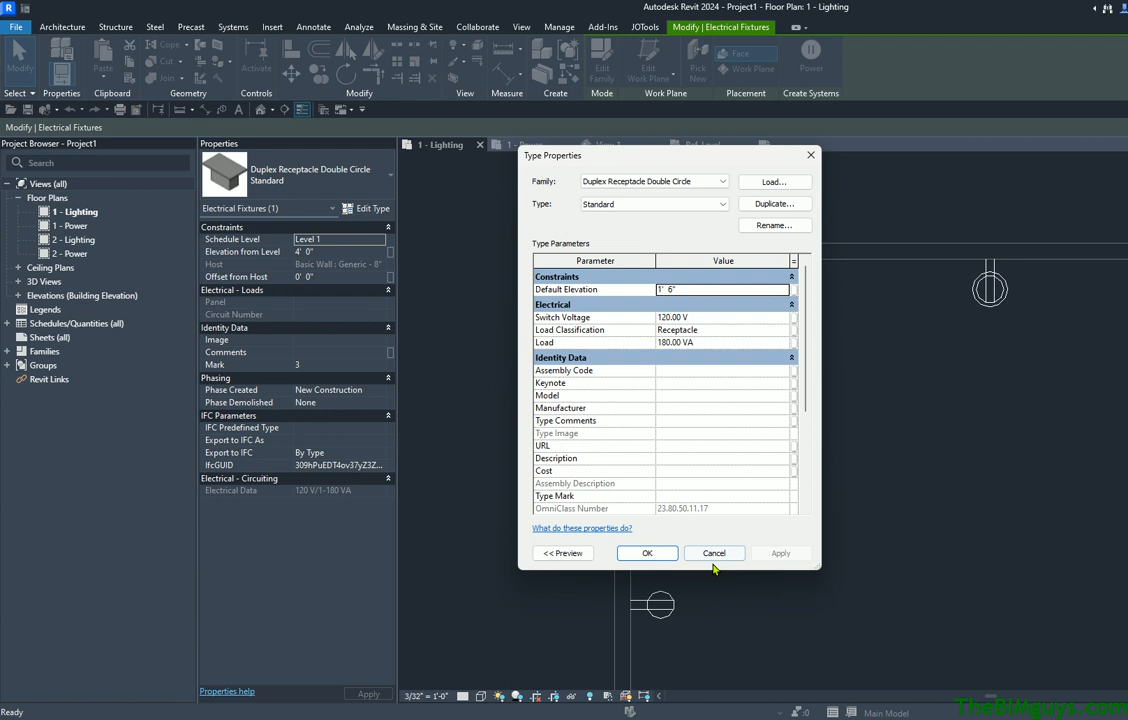 Autodesk Revit 2024 - Project1 - Floor Plan: 1 - Lighting
File Architecture Structure Steel Precast Systems Insert Annotate Analyze Massing & Site Collaborate View Manage Add-Ins JOTools Modify | Electrical Fixtures
Modify Properties Paste Cope Cut Join Activate Edit Family Edit Work Plane Pick New Face Work Plane Power
Select Properties Clipboard Geometry Controls Modify View Measure Create Mode Work Plane Placement Create Systems
Modify | Electrical Fixtures
Project Browser - Project1
Search
Views (all)
Floor Plans
1 - Lighting
1 - Power
2 - Lighting
2 - Power
Ceiling Plans
3D Views
Elevations (Building Elevation)
Legends
Schedules/Quantities (all)
Sheets (all)
Families
Groups
Revit Links
Properties
Duplex Receptacle Double Circle
Standard
Electrical Fixtures (1) Edit Type
Constraints
Schedule Level Level 1
Elevation from Level 4' 0"
Host Basic Wall : Generic - 8"
Offset from Host 0' 0"
Electrical - Loads
Panel
Circuit Number
Identity Data
Image
Comments
Mark 3
Phasing
Phase Created New Construction
Phase Demolished None
IFC Parameters
IFC Predefined Type
Export to IFC As
Export to IFC By Type
IfcGUID 309hPuEDT4ov37yZ3Z...
Electrical - Circuiting
Electrical Data 120 V/1-180 VA
Properties help Apply
1 - Lighting
Type Properties
Family: Duplex Receptacle Double Circle Load...
Type: Standard Duplicate...
Rename...
Type Parameters
Parameter Value =
Constraints
Default Elevation 1' 6"
Electrical
Switch Voltage 120.00 V
Load Classification Receptacle
Load 180.00 VA
Identity Data
Assembly Code
Keynote
Model
Manufacturer
Type Comments
Type Image
URL
Description
Cost
Assembly Description
Type Mark
OmniClass Number 23.80.50.11.17
What do these properties do?
<< Preview OK Cancel Apply
3/32" = 1'-0"
Ready :0 Main Model
TheBIMguys.com